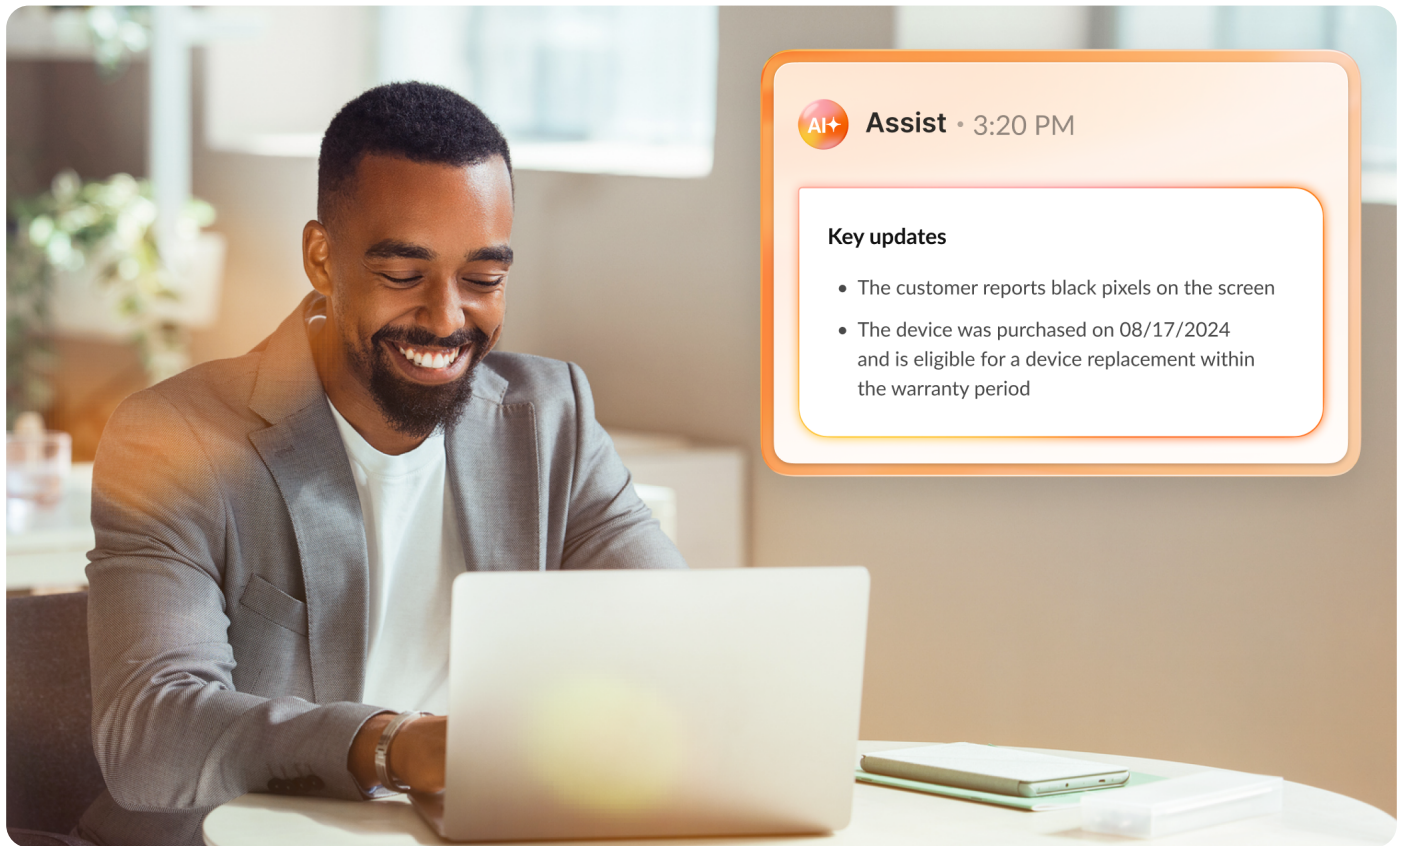 AI
Assist • 3:20 PM
Key updates
• The customer reports black pixels on the screen
• The device was purchased on 08/17/2024
and is eligible for a device replacement within
the warranty period